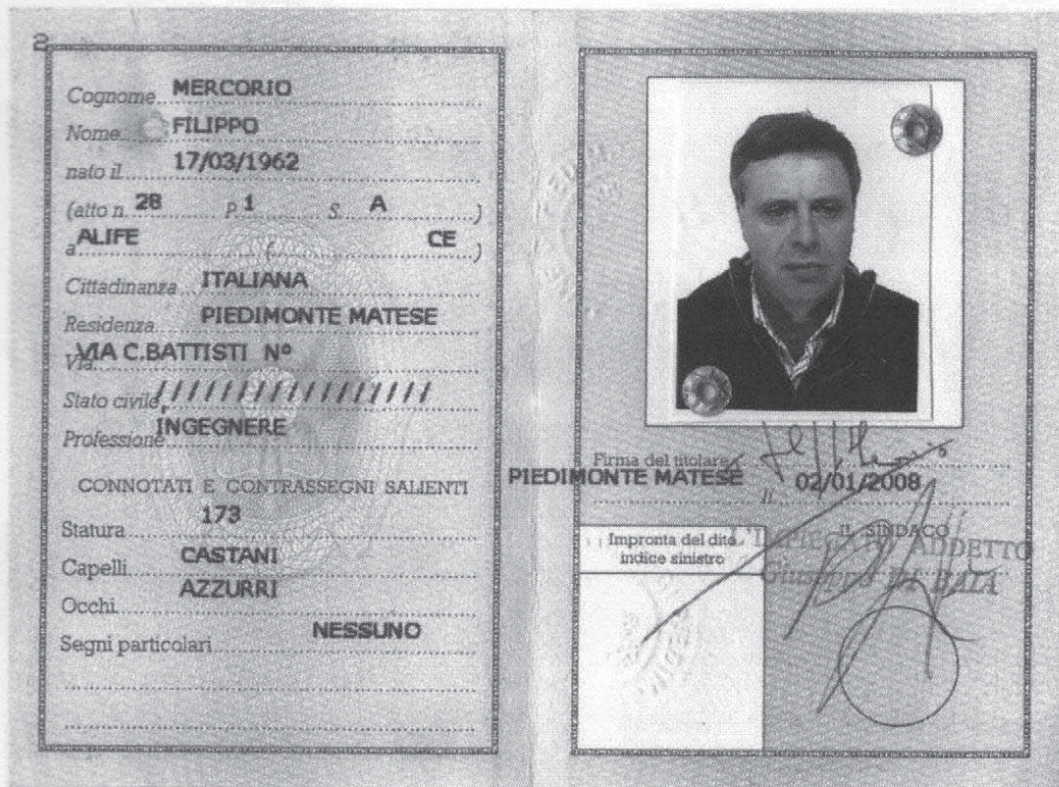 2
Cognome MERCORIO
Nome FILIPPO
nato il 17/03/1962
(atto n. 28 P. 1 S. A )
a ALIFE ( CE )
Cittadinanza ITALIANA
Residenza PIEDIMONTE MATESE
Via VIA C.BATTISTI N°
Stato civile ////////////////
Professione INGEGNERE
CONNOTATI E CONTRASSEGNI SALIENTI
Statura 173
Capelli CASTANI
Occhi AZZURRI
Segni particolari NESSUNO
Firma del titolare
PIEDIMONTE MATESE li 02/01/2008
Impronta del dito
indice sinistro
IL SINDACO
IMPIEGATO ADDETTO
Giuseppe